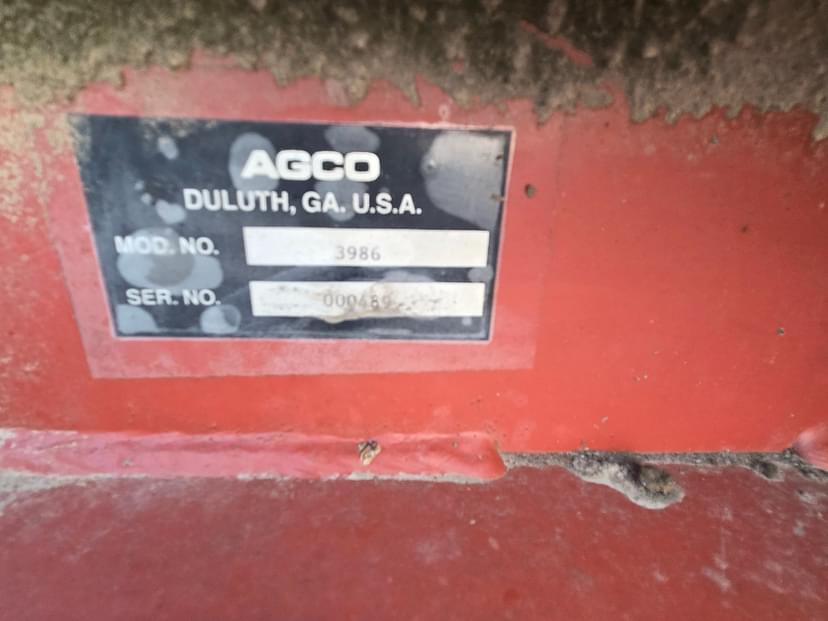 AGCO
DULUTH, GA. U.S.A.
MOD. NO. 3986
SER. NO. 000489